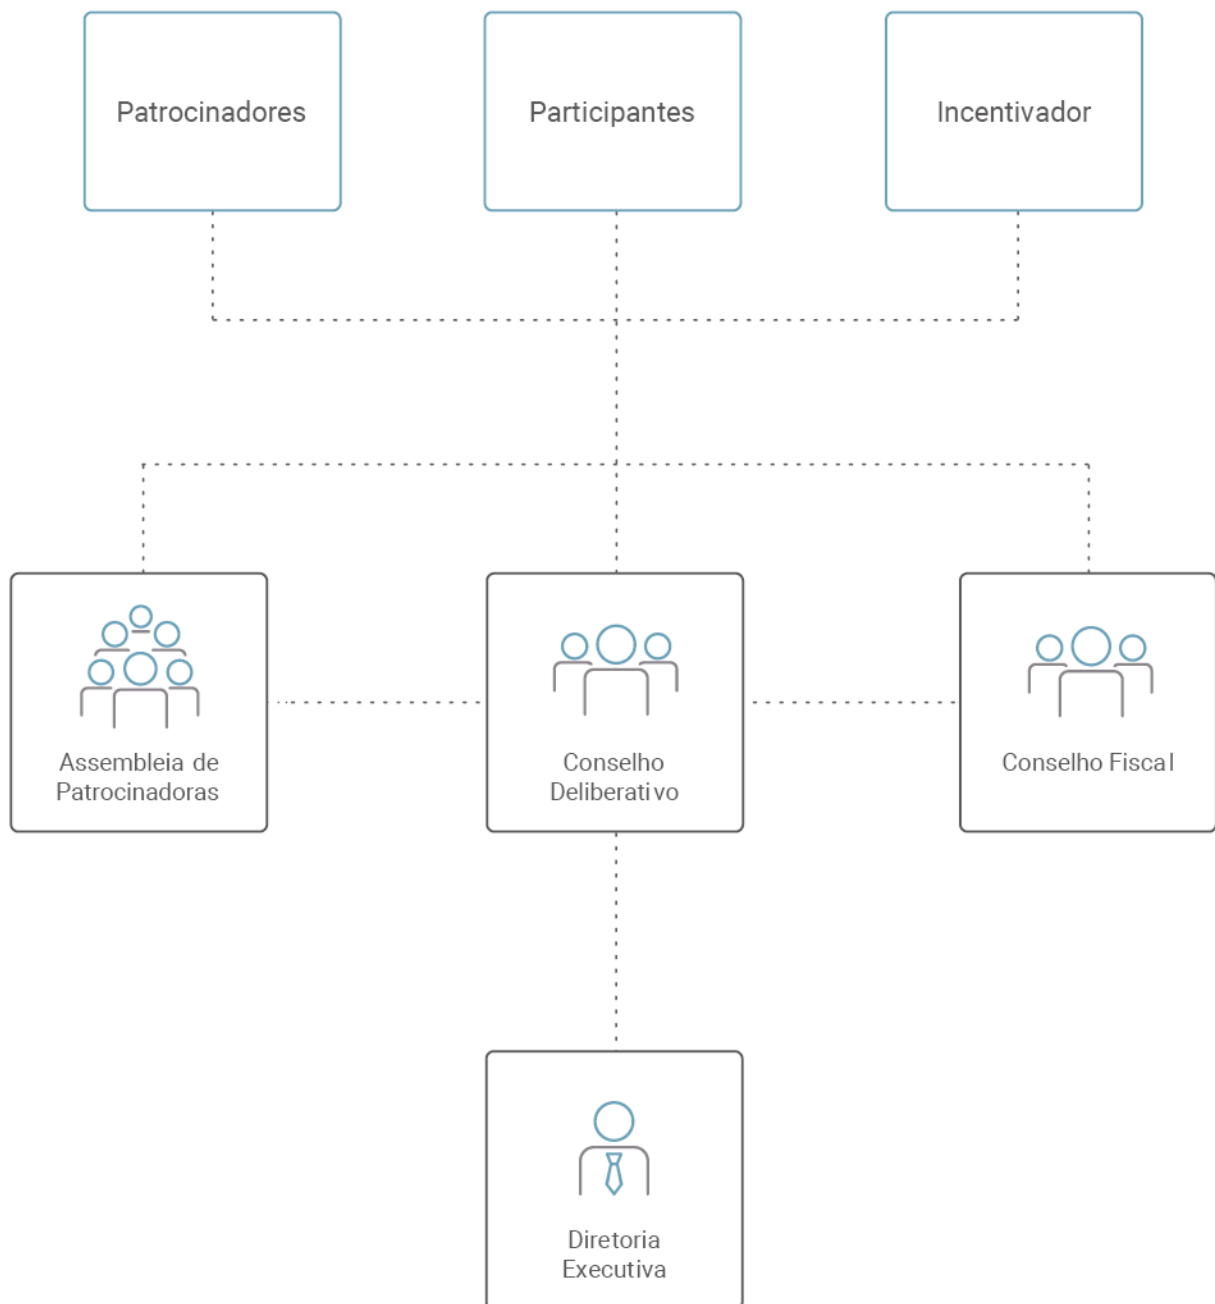 Patrocinadores
Participantes
Incentivador
Assembleia de
Patrocinadoras
Conselho
Deliberativo
Conselho Fiscal
Diretoria
Executiva